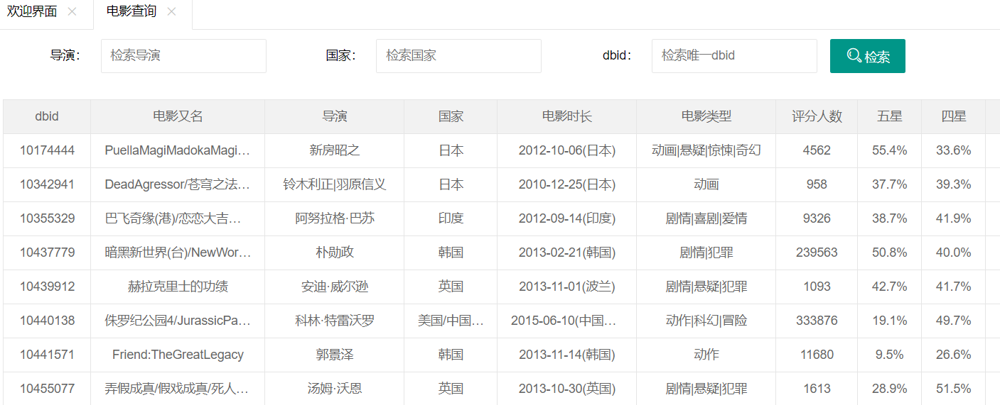 欢迎界面 电影查询
导演： 检索导演 国家： 检索国家 dbid： 检索唯一dbid 检索
dbid 电影又名 导演 国家 电影时长 电影类型 评分人数 五星 四星
10174444 PuellaMagiMadokaMagi… 新房昭之 日本 2012-10-06(日本) 动画|悬疑|惊悚|奇幻 4562 55.4% 33.6%
10342941 DeadAgressor/苍穹之法… 铃木利正|羽原信义 日本 2010-12-25(日本) 动画 958 37.7% 39.3%
10355329 巴飞奇缘(港)/恋恋大吉… 阿努拉格·巴苏 印度 2012-09-14(印度) 剧情|喜剧|爱情 9326 38.7% 41.9%
10437779 暗黑新世界(台)/NewWor… 朴勋政 韩国 2013-02-21(韩国) 剧情|犯罪 239563 50.8% 40.0%
10439912 赫拉克里士的功绩 安迪·威尔逊 英国 2013-11-01(波兰) 剧情|悬疑|犯罪 1093 42.7% 41.7%
10440138 侏罗纪公园4/JurassicPa… 科林·特雷沃罗 美国/中国… 2015-06-10(中国… 动作|科幻|冒险 333876 19.1% 49.7%
10441571 Friend:TheGreatLegacy 郭景泽 韩国 2013-11-14(韩国) 动作 11680 9.5% 26.6%
10455077 弄假成真/假戏成真/死人… 汤姆·沃恩 英国 2013-10-30(英国) 剧情|悬疑|犯罪 1613 28.9% 51.5%